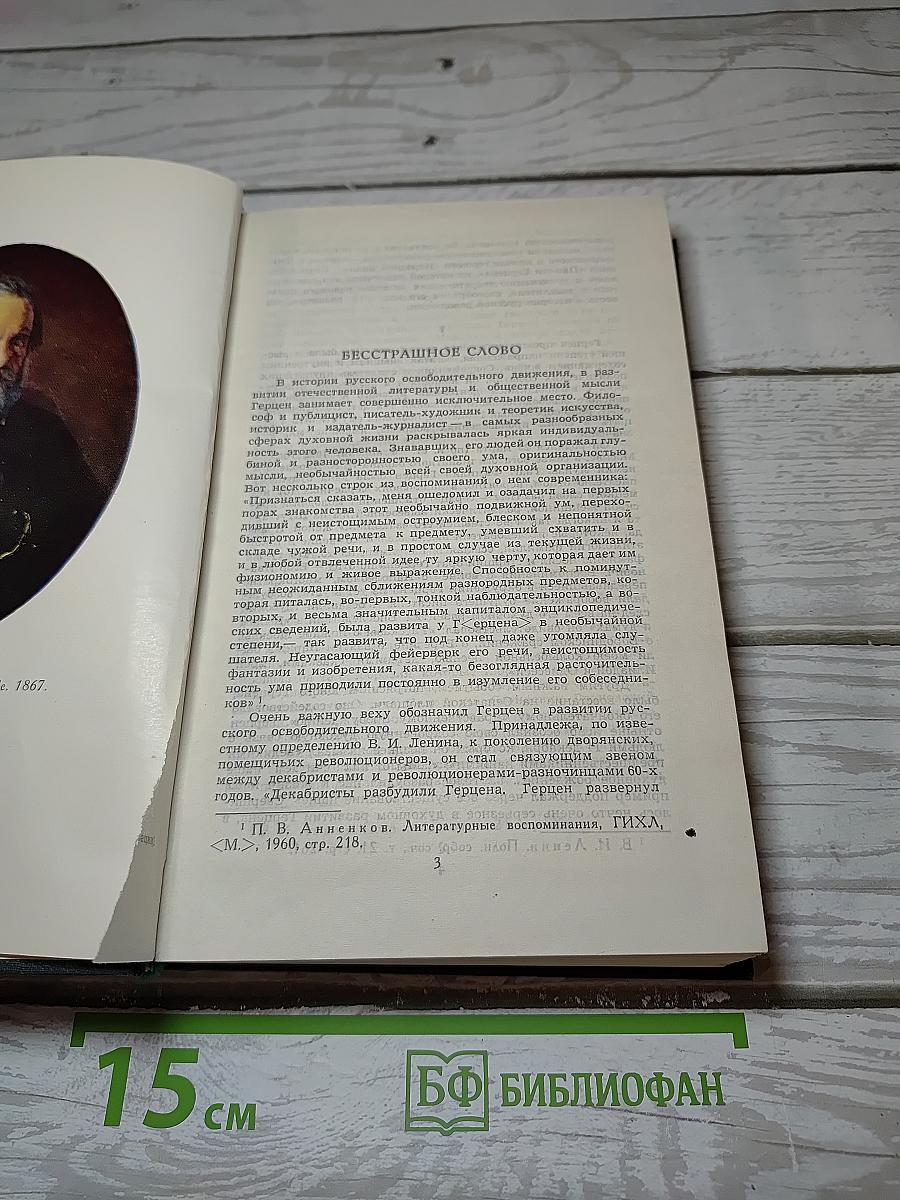 е. 1867.
БЕССТРАШНОЕ СЛОВО
В истории русского освободительного движения, в раз-
витии отечественной литературы и общественной мысли
Герцен занимает совершенно исключительное место. Фило-
соф и публицист, писатель-художник и теоретик искусства,
историк и издатель-журналист — в самых разнообразных
сферах духовной жизни раскрывалась яркая индивидуаль-
ность этого человека. Знававших его людей он поражал глу-
биной и разносторонностью своего ума, оригинальностью
мысли, необычайностью всей своей духовной организации.
Вот несколько строк из воспоминаний о нем современника:
«Признаться сказать, меня ошеломил и озадачил на первых
порах знакомства этот необычайно подвижной ум, перехо-
дивший с неистощимым остроумием, блеском и непонятной
быстротой от предмета к предмету, умевший схватить и в
складе чужой речи, и в простом случае из текущей жизни,
и в любой отвлеченной идее ту яркую черту, которая дает им
физиономию и живое выражение. Способность к поминут-
ным неожиданным сближениям разнородных предметов, ко-
торая питалась, во-первых, тонкой наблюдательностью, а во-
вторых, и весьма значительным капиталом энциклопедиче-
ских сведений, была развита у Г<ерцена> в необычайной
степени,— так развита, что под конец даже утомляла слу-
шателя. Неугасающий фейерверк его речи, неистощимость
фантазии и изобретения, какая-то безоглядная расточитель-
ность ума приводили постоянно в изумление его собеседни-
ков» ¹.
Очень важную веху обозначил Герцен в развитии рус-
ского освободительного движения. Принадлежа, по изве-
стному определению В. И. Ленина, к поколению дворянских,
помещичьих революционеров, он стал связующим звеном
между декабристами и революционерами-разночинцами 60-х
годов. «Декабристы разбудили Герцена. Герцен развернул
¹ П. В. Анненков. Литературные воспоминания, ГИХЛ,
<М.>, 1960, стр. 218.
3
15 см
БФ БИБЛИОФАН